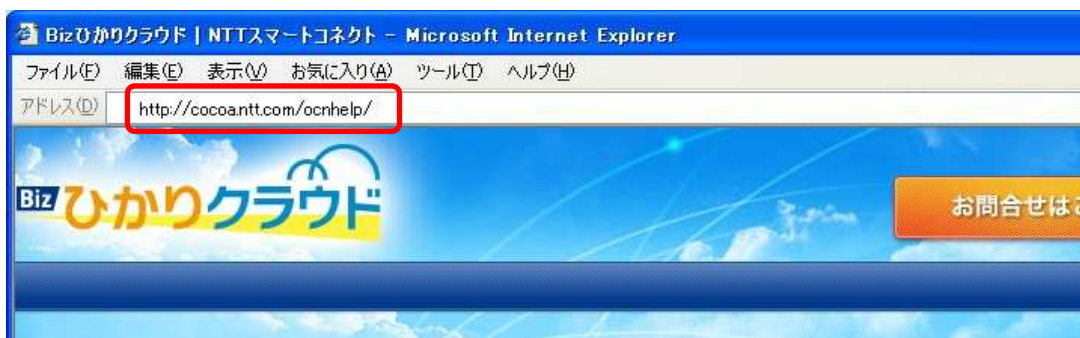 Bizひかりクラウド | NTTスマートコネクト - Microsoft Internet Explorer
ファイル(F) 編集(E) 表示(V) お気に入り(A) ツール(T) ヘルプ(H)
アドレス(D) http://cocoa.ntt.com/ocnhelp/
Bizひかりクラウド
お問合せは